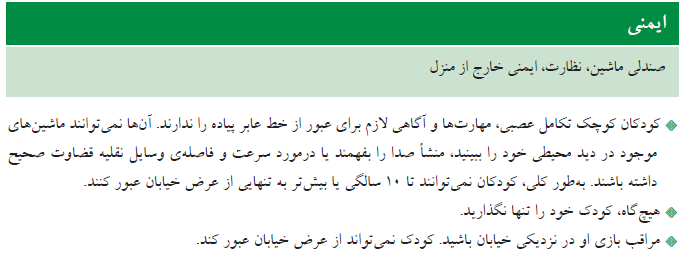 ایمنی
صندلی ماشین، نظارت، ایمنی خارج از منزل
کودکان کوچک تکامل عصبی، مهارت‌ها و آگاهی لازم برای عبور از خط عابر پیاده را ندارند. آن‌ها نمی‌توانند ماشین‌های
موجود در دید محیطی خود را ببینید، منشأ صدا را بفهمند یا درمورد سرعت و فاصله‌ی وسایل نقلیه قضاوت صحیح
داشته باشند. به‌طور کلی، کودکان نمی‌توانند تا ۱۰ سالگی یا بیش‌تر به تنهایی از عرض خیابان عبور کنند.
هیچ‌گاه، کودک خود را تنها نگذارید.
مراقب بازی او در نزدیکی خیابان باشید. کودک نمی‌تواند از عرض خیابان عبور کند.